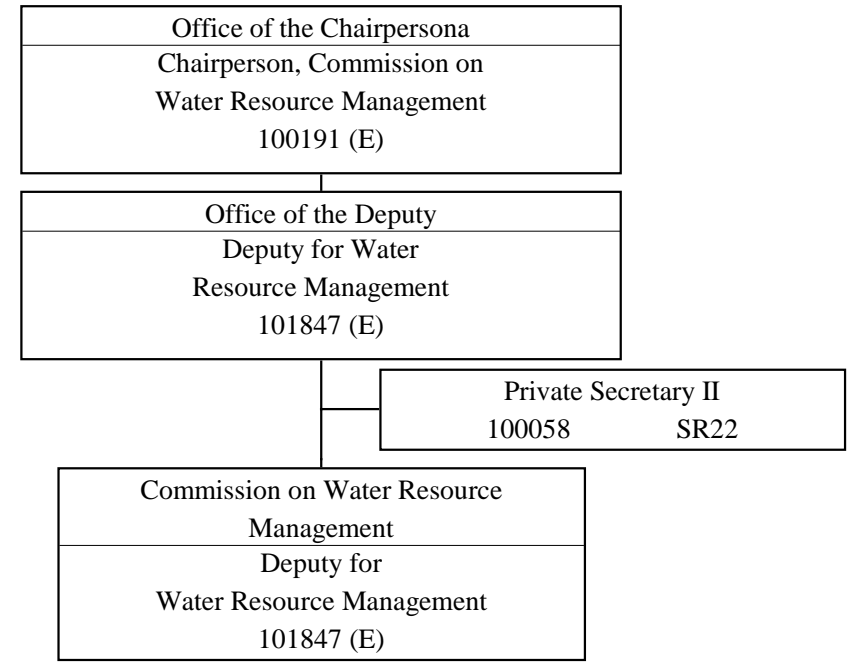 Office of the Chairpersona
Chairperson, Commission on
Water Resource Management
100191 (E)
Office of the Deputy
Deputy for Water
Resource Management
101847 (E)
Private Secretary II
100058 SR22
Commission on Water Resource
Management
Deputy for
Water Resource Management
101847 (E)